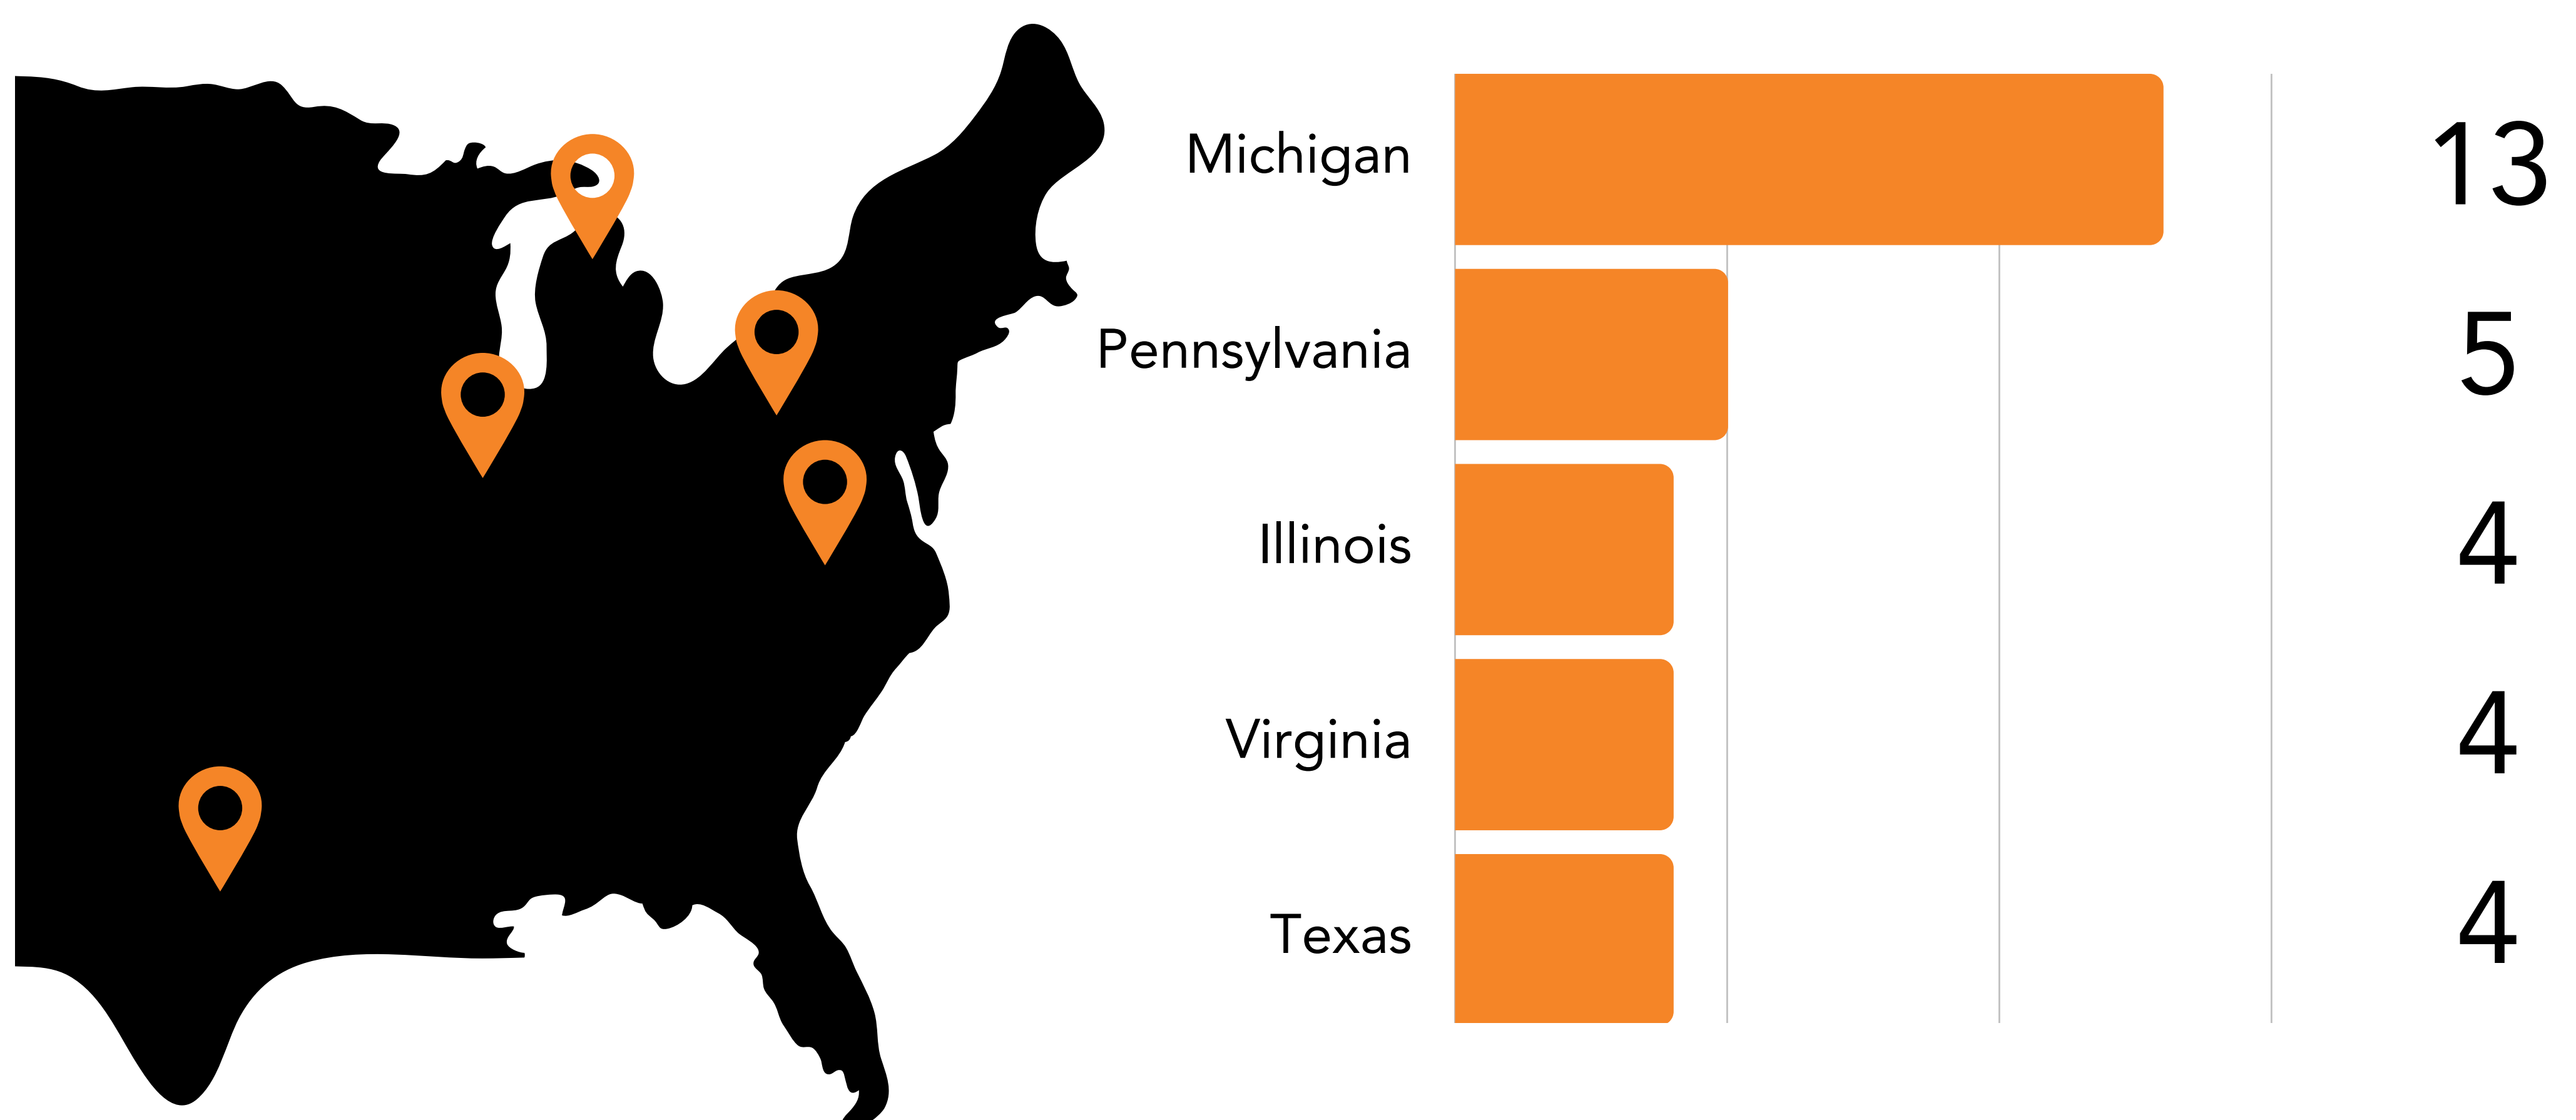 Michigan 13
Pennsylvania 5
Illinois 4
Virginia 4
Texas 4